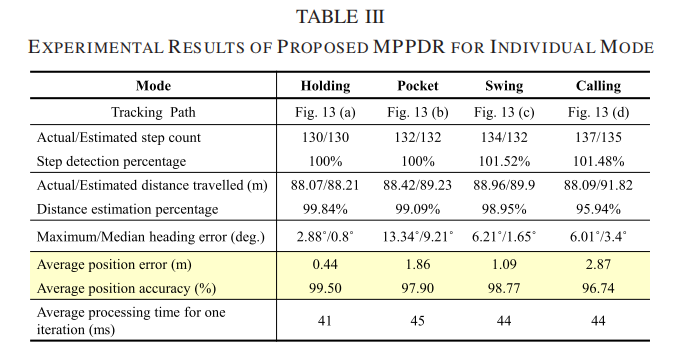 TABLE III
EXPERIMENTAL RESULTS OF PROPOSED MPPDR FOR INDIVIDUAL MODE
Mode Holding Pocket Swing Calling
Tracking Path Fig. 13 (a) Fig. 13 (b) Fig. 13 (c) Fig. 13 (d)
Actual/Estimated step count 130/130 132/132 134/132 137/135
Step detection percentage 100% 100% 101.52% 101.48%
Actual/Estimated distance travelled (m) 88.07/88.21 88.42/89.23 88.96/89.9 88.09/91.82
Distance estimation percentage 99.84% 99.09% 98.95% 95.94%
Maximum/Median heading error (deg.) 2.88°/0.8° 13.34°/9.21° 6.21°/1.65° 6.01°/3.4°
Average position error (m) 0.44 1.86 1.09 2.87
Average position accuracy (%) 99.50 97.90 98.77 96.74
Average processing time for one
iteration (ms) 41 45 44 44